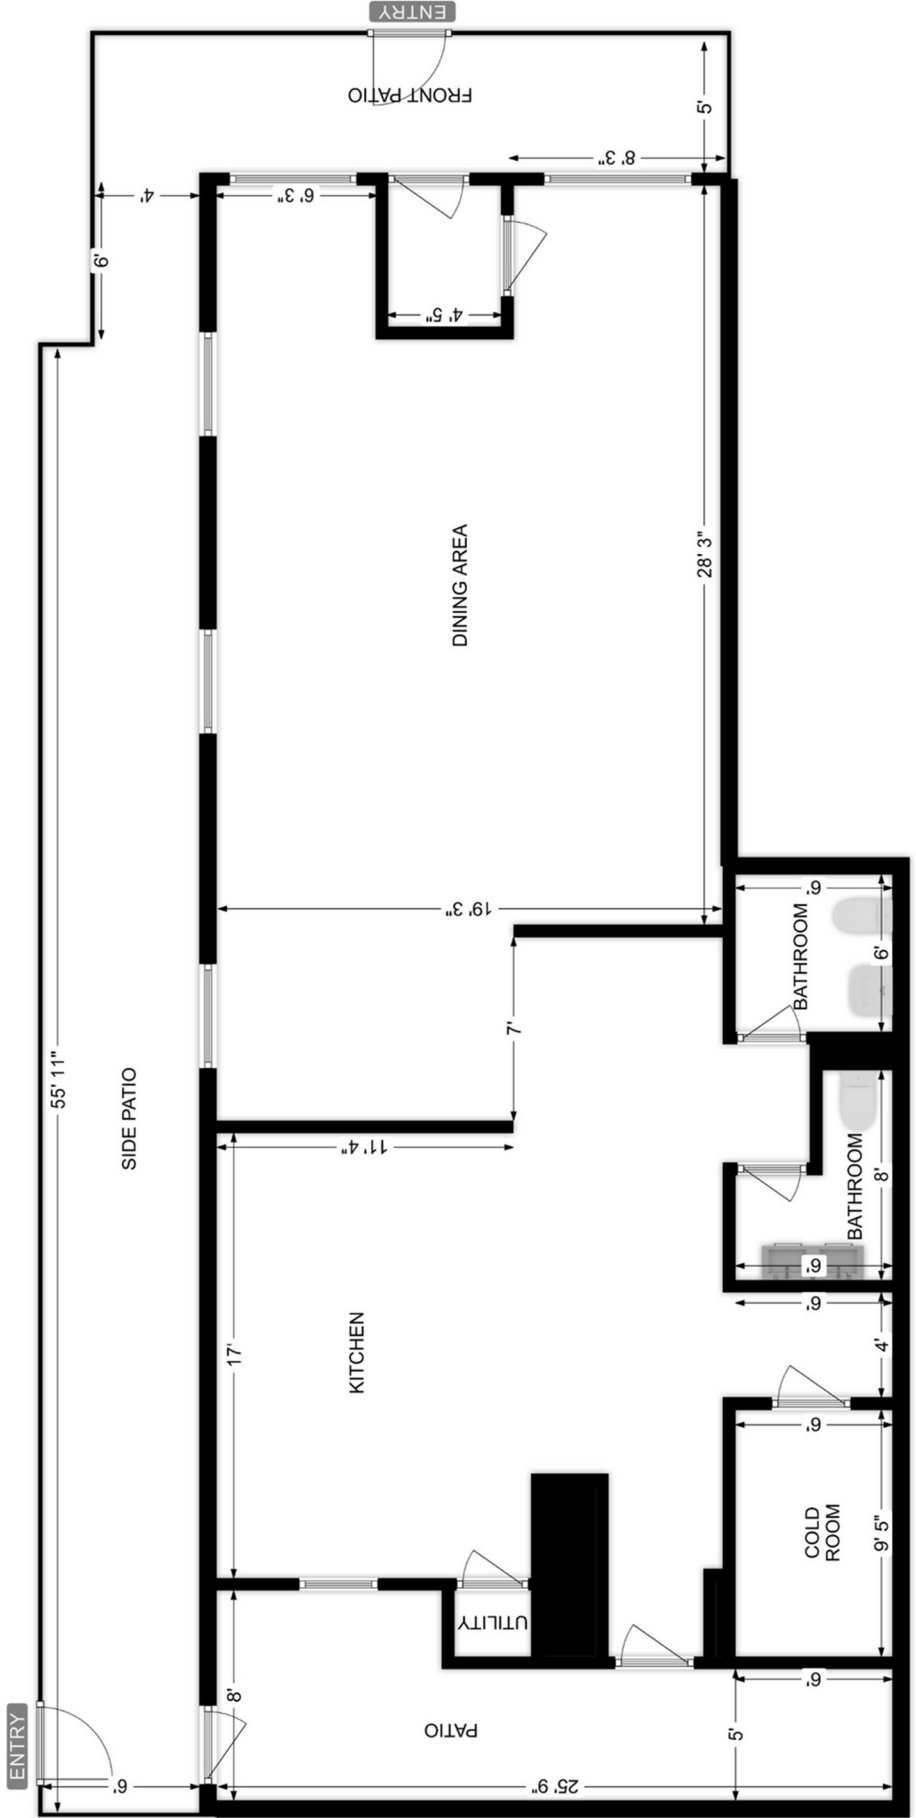 ENTRY
FRONT PATIO
5'
8' 3"
4'
6' 3"
6'
4' 5"
28' 3"
DINING AREA
19' 3"
6'
BATHROOM
6'
7'
55' 11"
SIDE PATIO
11' 4"
BATHROOM
8'
6'
6'
17'
KITCHEN
4'
6'
COLD
ROOM
9' 5"
UTILITY
6'
8'
PATIO
5'
ENTRY
6'
25' 9"